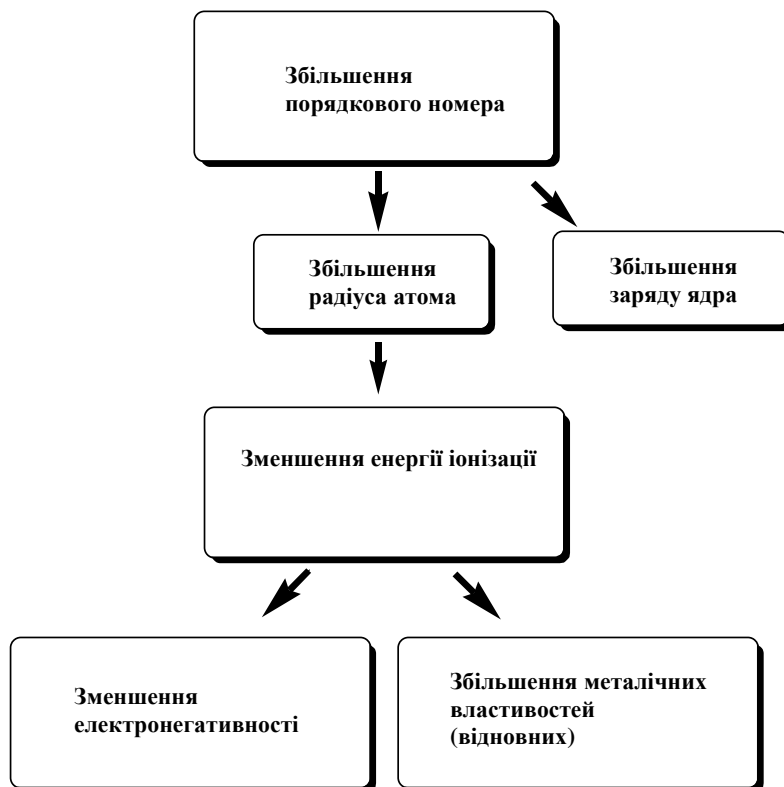 Збільшення
порядкового номера
Збільшення
радіуса атома
Збільшення
заряду ядра
Зменшення енергії іонізації
Зменшення
електронегативності
Збільшення металічних
властивостей
(відновних)